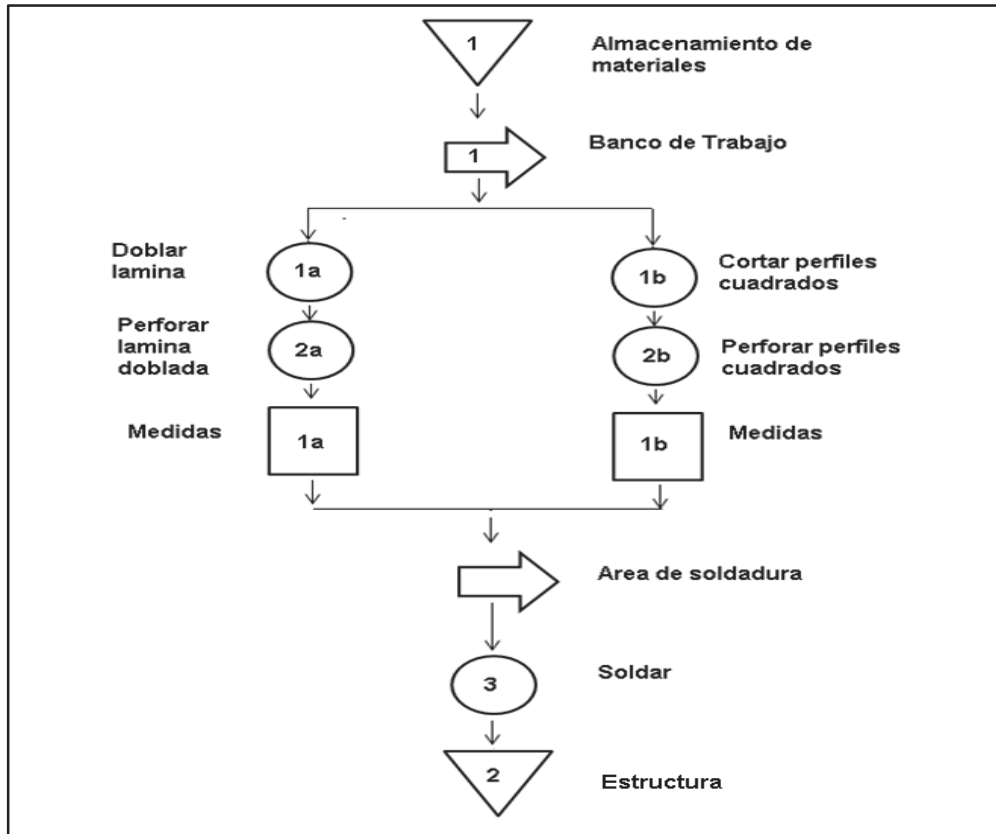 1
Almacenamiento de
materiales
1
Banco de Trabajo
Doblar
lamina
1a
1b
Cortar perfiles
cuadrados
Perforar
lamina
doblada
2a
2b
Perforar perfiles
cuadrados
Medidas
1a
1b
Medidas
Area de soldadura
3
Soldar
2
Estructura